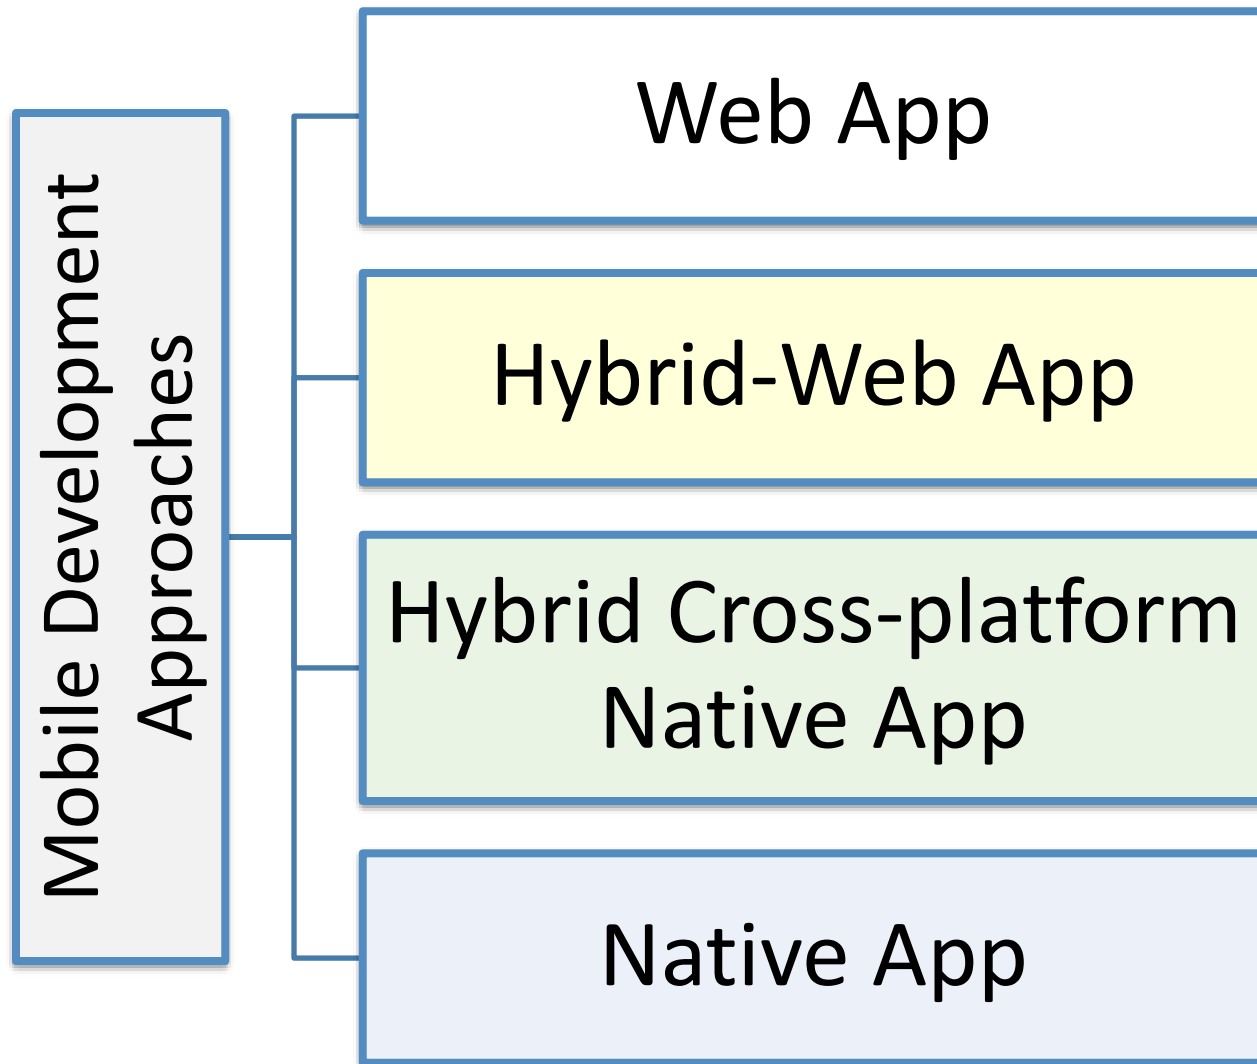 Mobile Development
Approaches
Web App
Hybrid-Web App
Hybrid Cross-platform
Native App
Native App